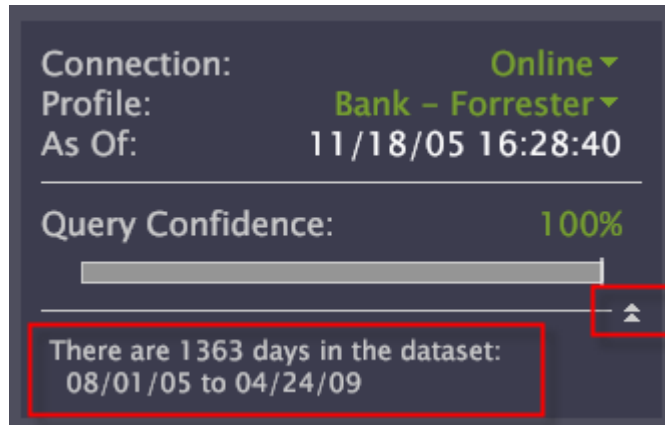 Connection: Online
Profile: Bank – Forrester
As Of: 11/18/05 16:28:40
Query Confidence: 100%
There are 1363 days in the dataset:
08/01/05 to 04/24/09